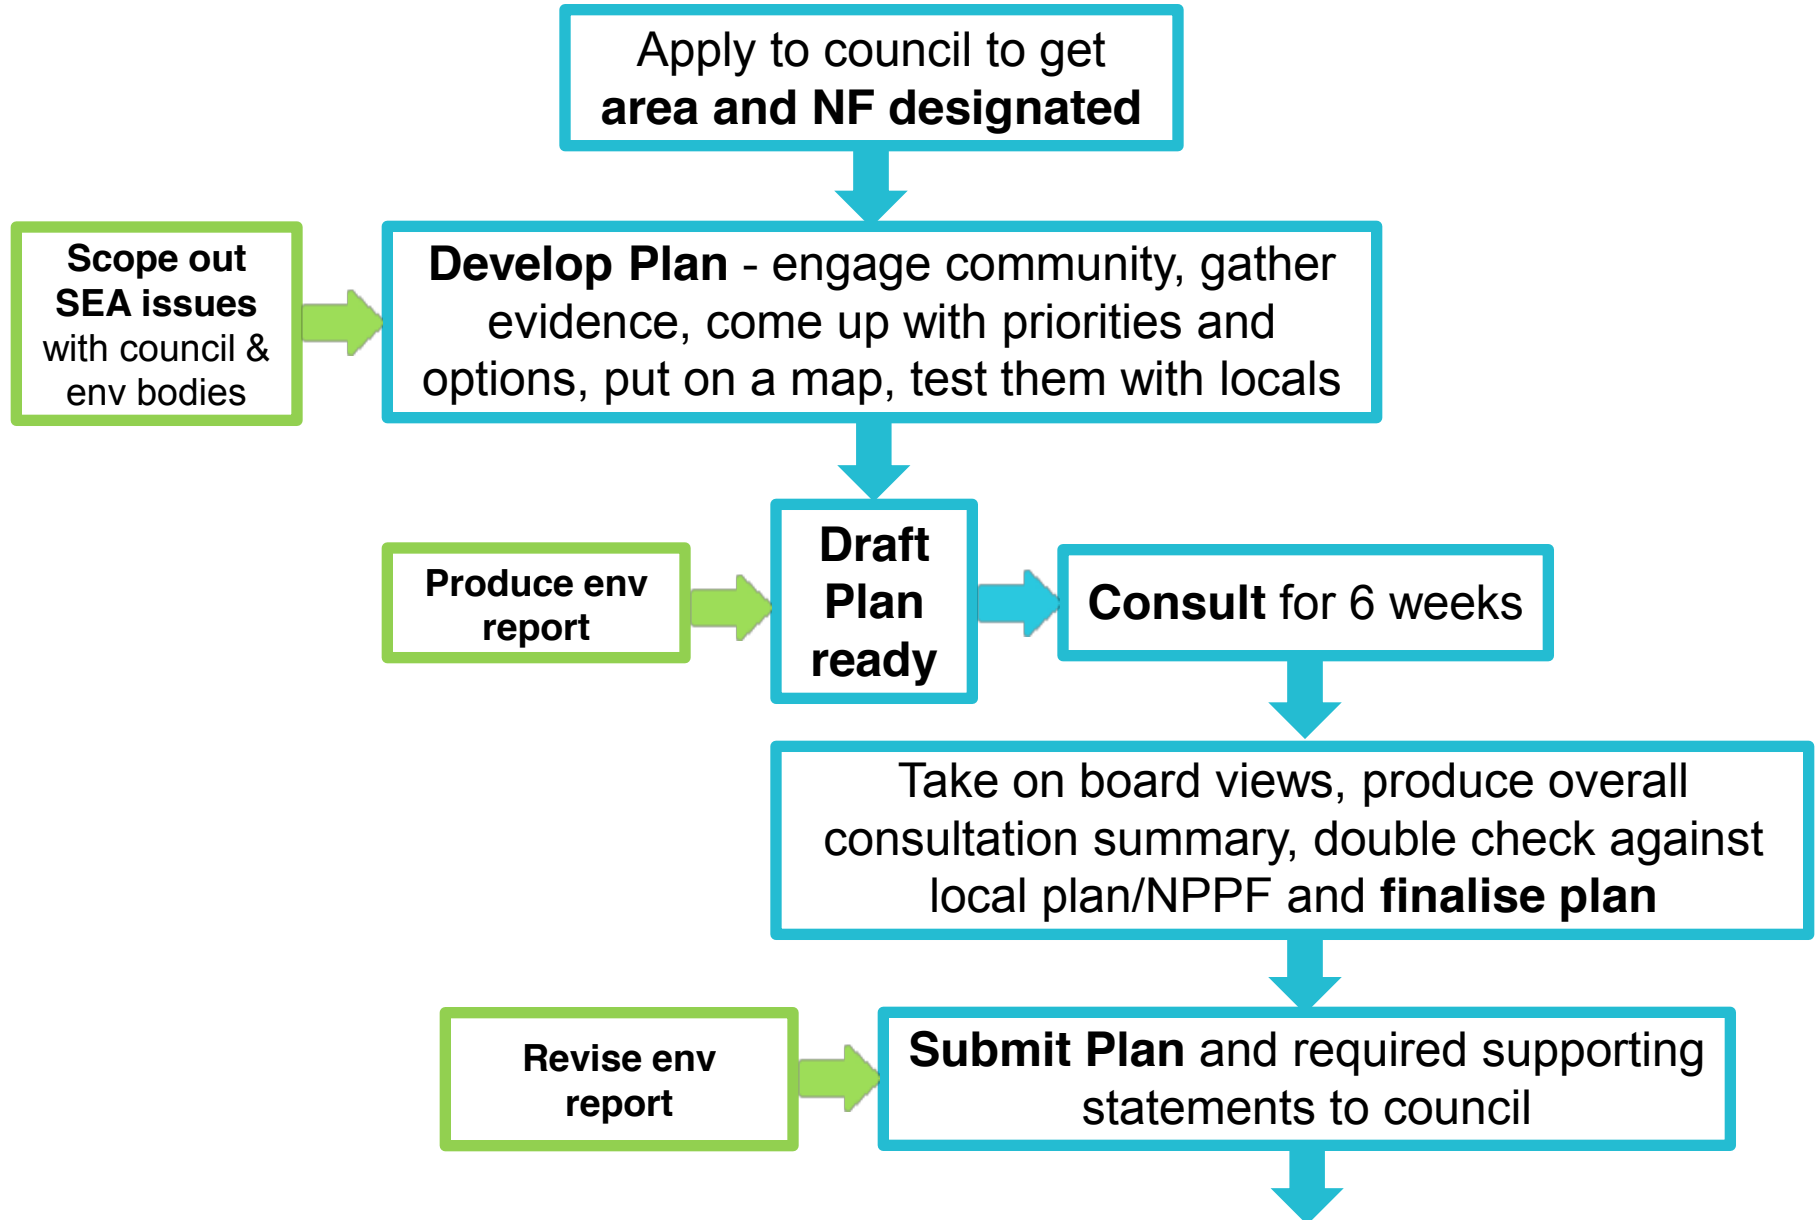 Apply to council to get
area and NF designated
Scope out
SEA issues
with council &
env bodies
Develop Plan - engage community, gather
evidence, come up with priorities and
options, put on a map, test them with locals
Produce env
report
Draft
Plan
ready
Consult for 6 weeks
Take on board views, produce overall
consultation summary, double check against
local plan/NPPF and finalise plan
Revise env
report
Submit Plan and required supporting
statements to council